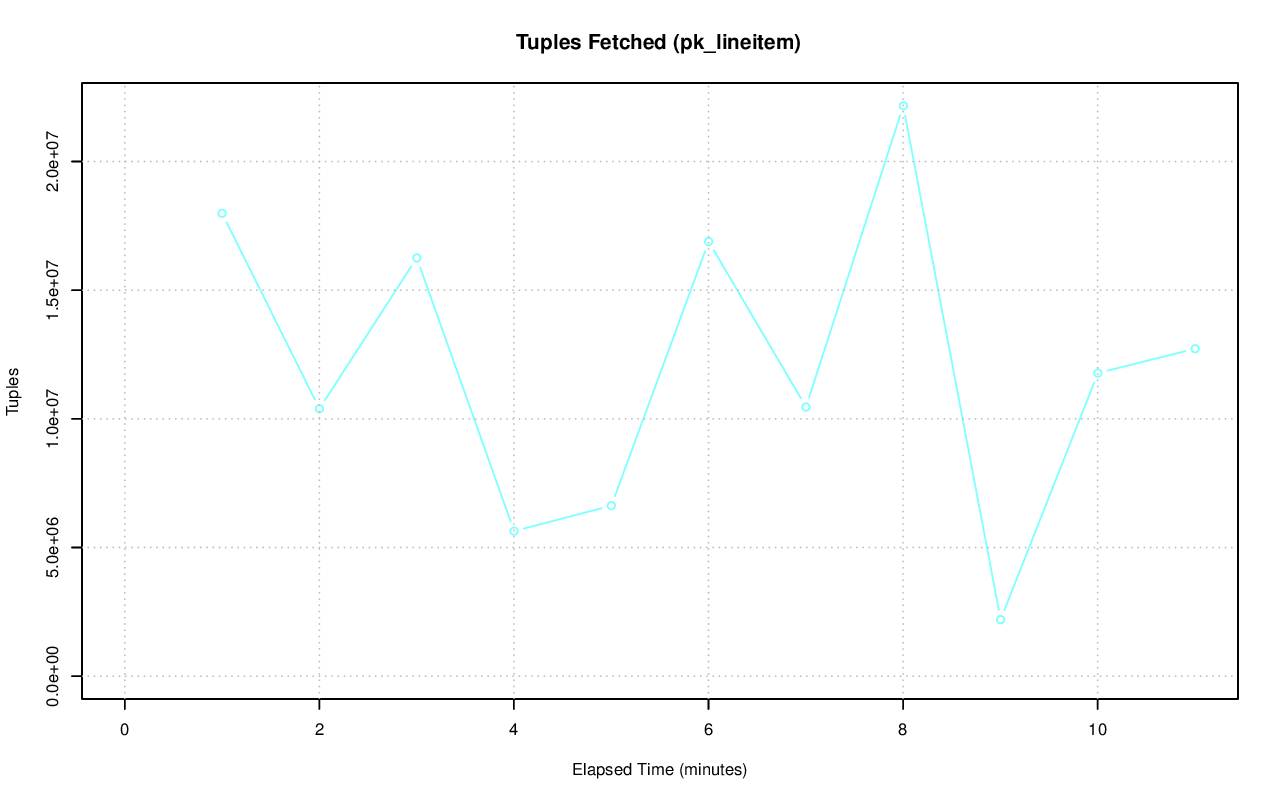 Tuples Fetched (pk_lineitem)
Tuples
2.0e+07
1.5e+07
1.0e+07
5.0e+06
0.0e+00
0 2 4 6 8 10
Elapsed Time (minutes)